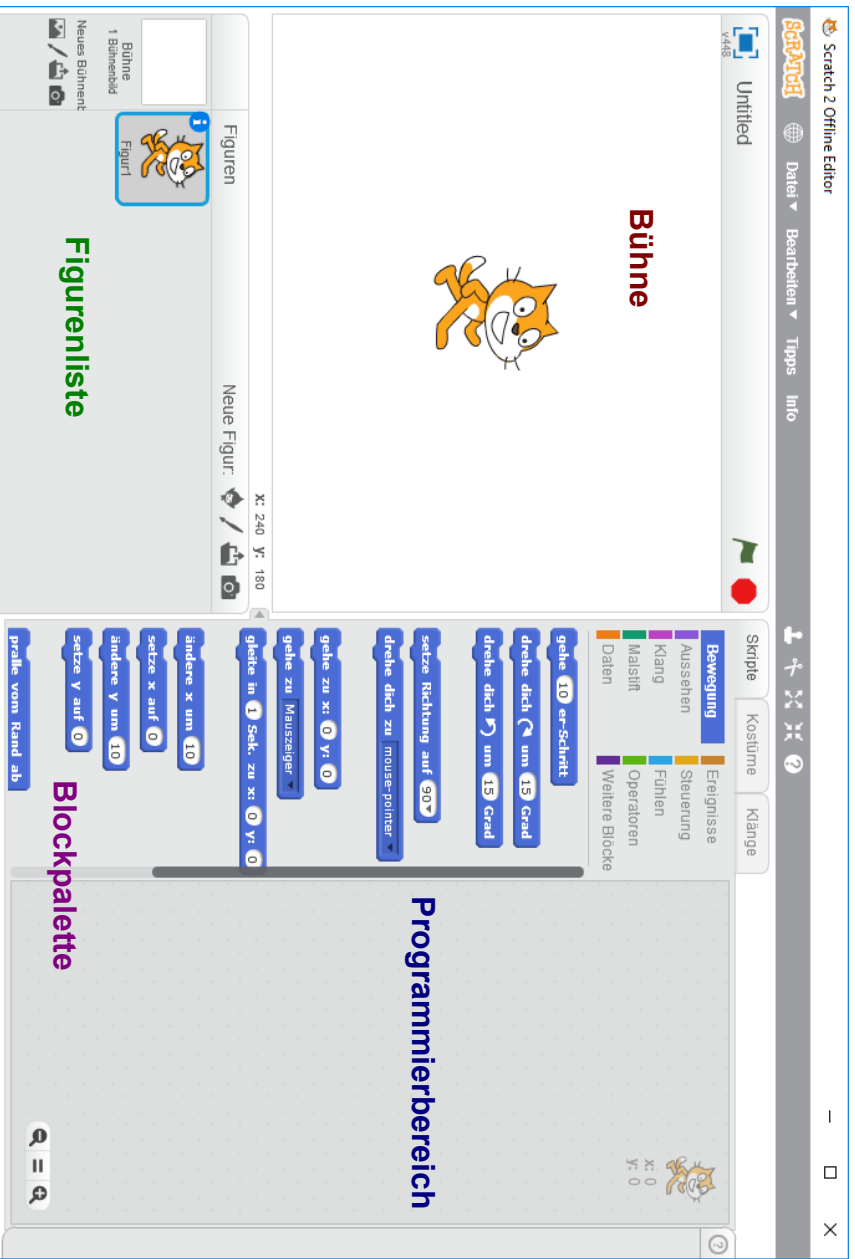 Scratch 2 Offline Editor
SCRATCH Datei Bearbeiten Tipps Info
Untitled
v448
Bühne
x: 240 y: 180
Figuren Neue Figur:
Bühne
1 Bühnenbild
Neues Bühnenb
Figur1
Figurenliste
Skripte Kostüme Klänge
Bewegung Ereignisse
Aussehen Steuerung
Klang Fühlen
Malstift Operatoren
Daten Weitere Blöcke
gehe 10 er-Schritt
drehe dich um 15 Grad
drehe dich um 15 Grad
setze Richtung auf 90
drehe dich zu mouse-pointer
gehe zu x: 0 y: 0
gehe zu Mauszeiger
gleite in 1 Sek. zu x: 0 y: 0
ändere x um 10
setze x auf 0
ändere y um 10
setze y auf 0
pralle vom Rand ab
Blockpalette
Programmierbereich
x: 0
y: 0